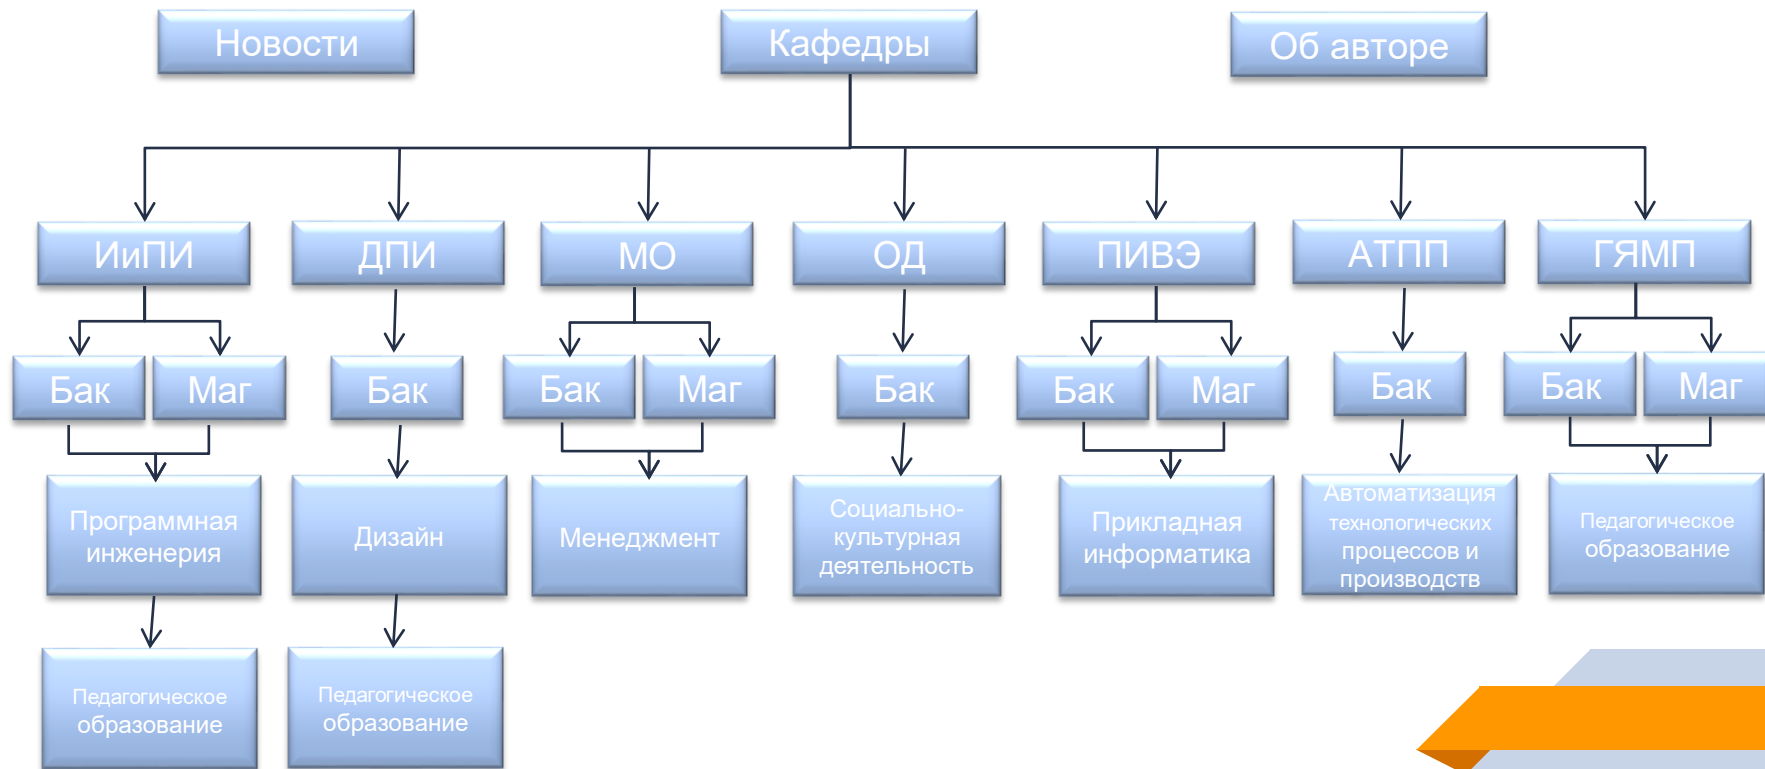 Новости
Кафедры
Об авторе
ИиПИ
ДПИ
МО
ОД
ПИВЭ
АТПП
ГЯМП
Бак
Маг
Бак
Бак
Маг
Бак
Бак
Маг
Бак
Бак
Маг
Программная
инженерия
Дизайн
Менеджмент
Социально-
культурная
деятельность
Прикладная
информатика
Автоматизация
технологических
процессов и
производств
Педагогическое
образование
Педагогическое
образование
Педагогическое
образование